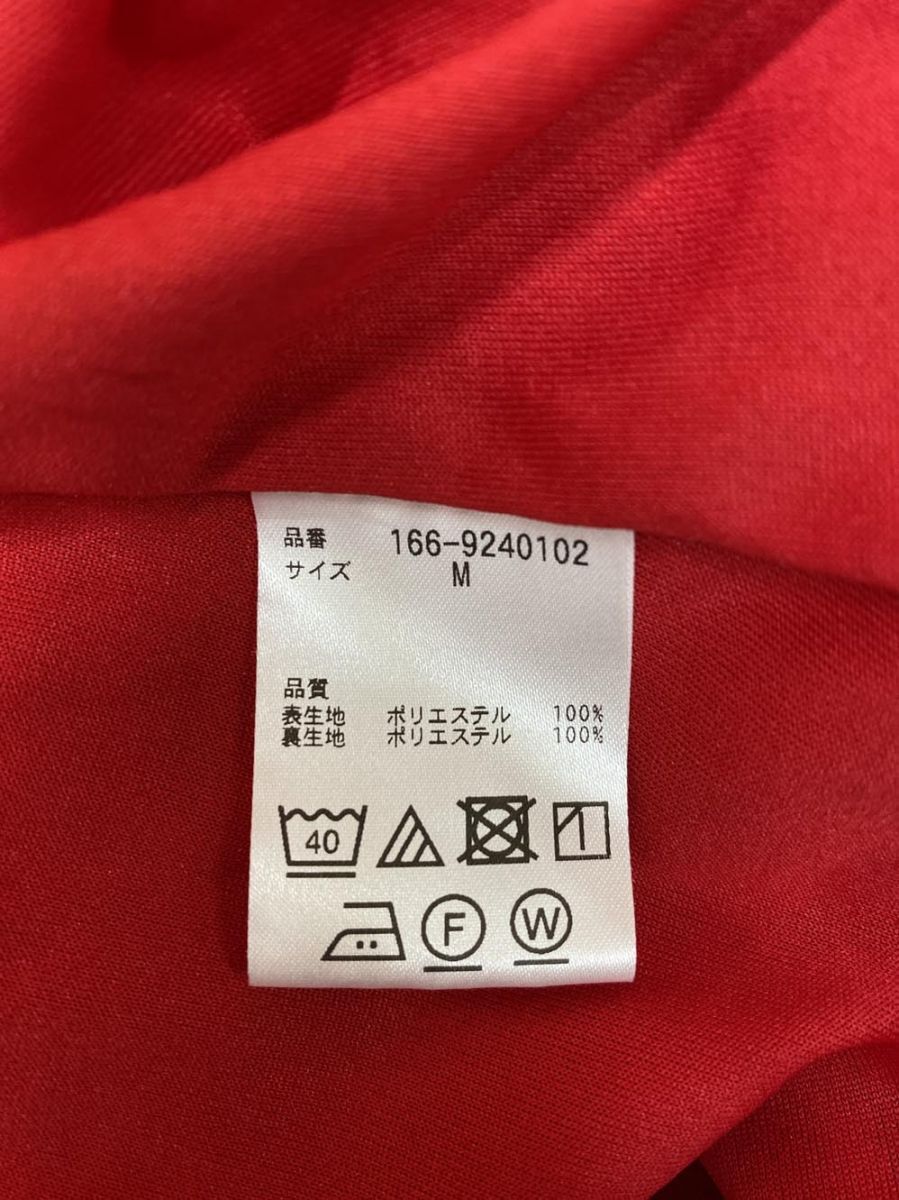 品番 166-9240102
サイズ M
品質
表生地 ポリエステル 100%
裏生地 ポリエステル 100%
40
F W